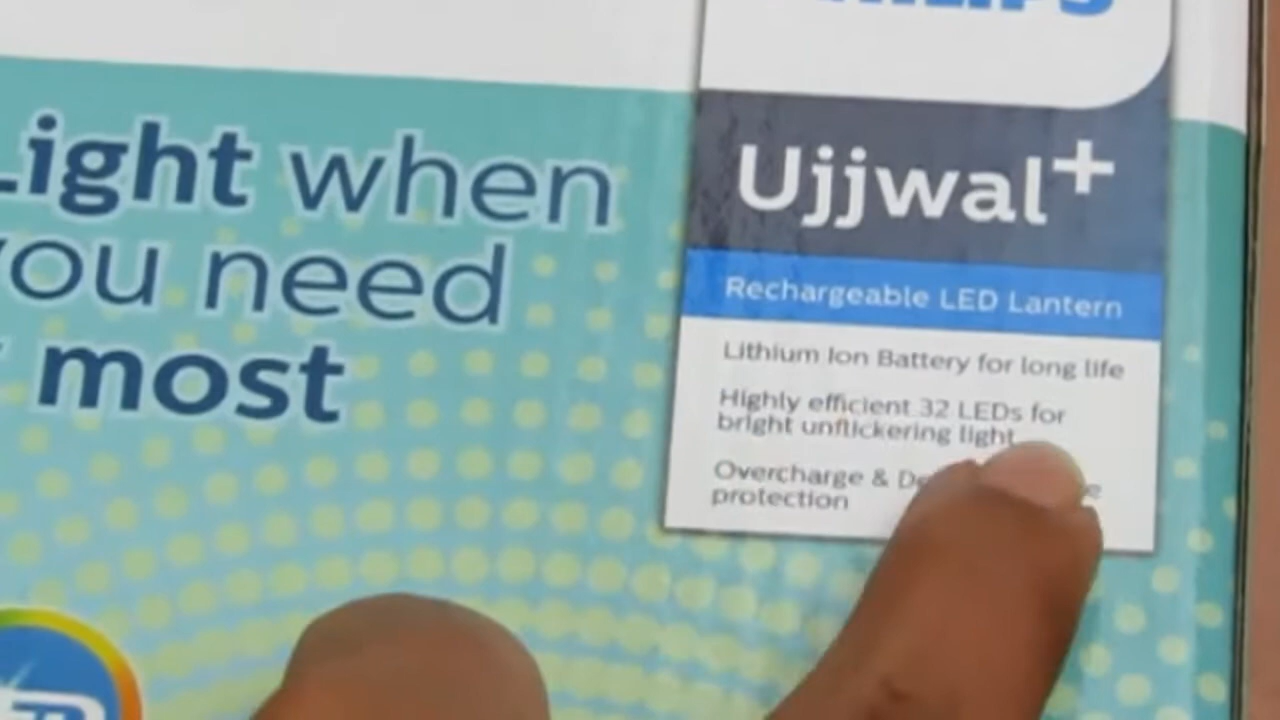 PHILIPS
Light when
you need
most
Ujjwal+
Rechargeable LED Lantern
Lithium Ion Battery for long life
Highly efficient 32 LEDs for
bright unflickering light
Overcharge &
protection